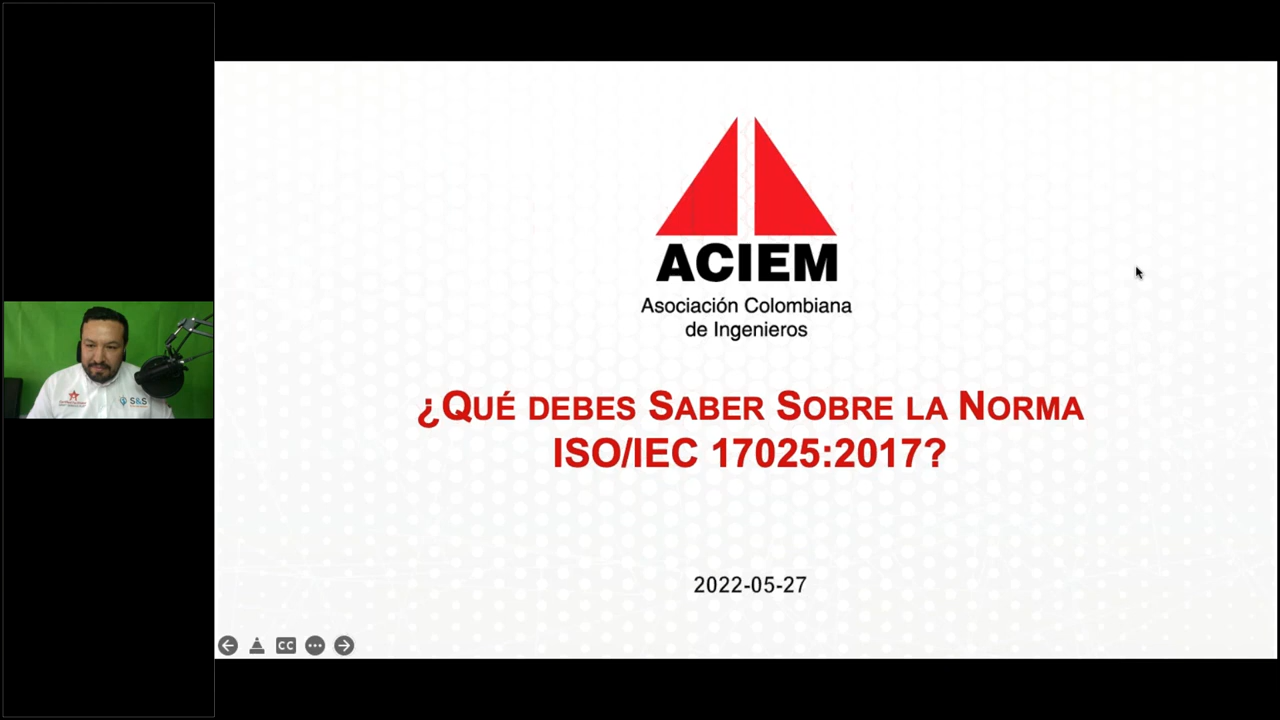 ACIEM
Asociación Colombiana
de Ingenieros
¿QUÉ DEBES SABER SOBRE LA NORMA
ISO/IEC 17025:2017?
2022-05-27
CC
S&S